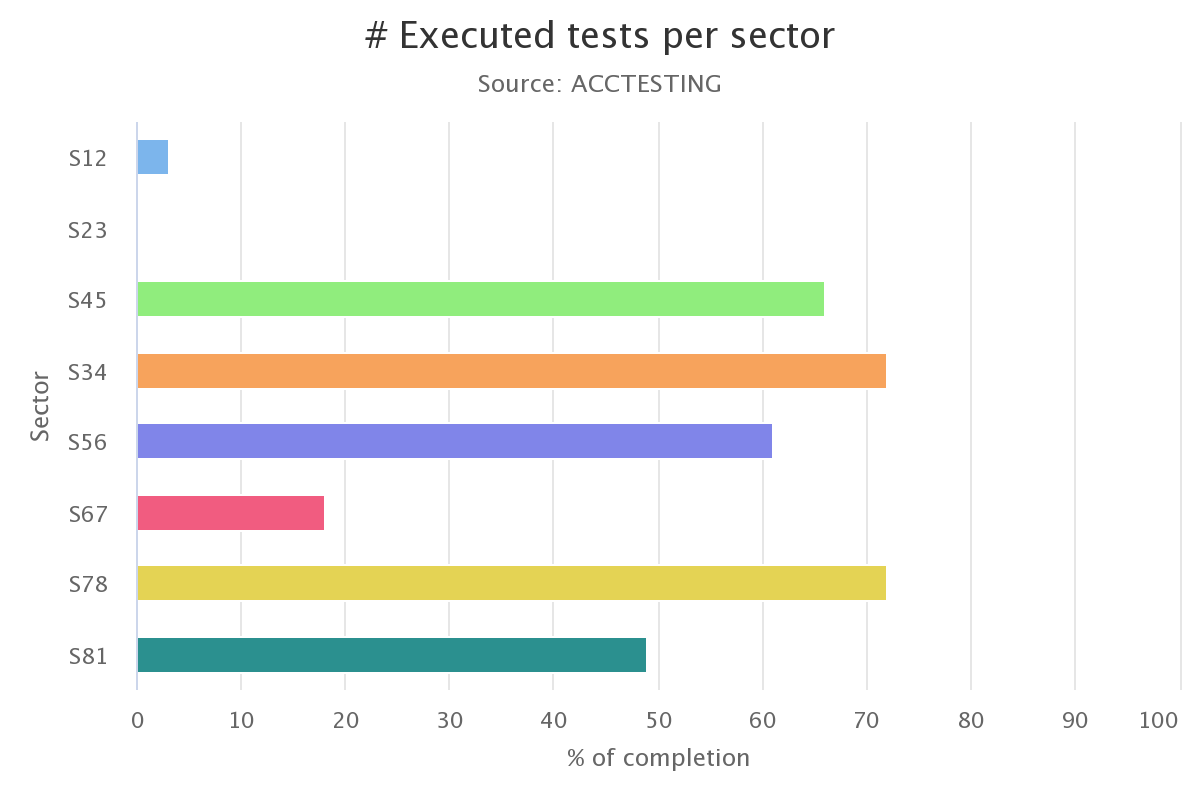 # Executed tests per sector
Source: ACCTESTING
S12
S23
S45
S34
S56
S67
S78
S81
Sector
0 10 20 30 40 50 60 70 80 90 100
% of completion